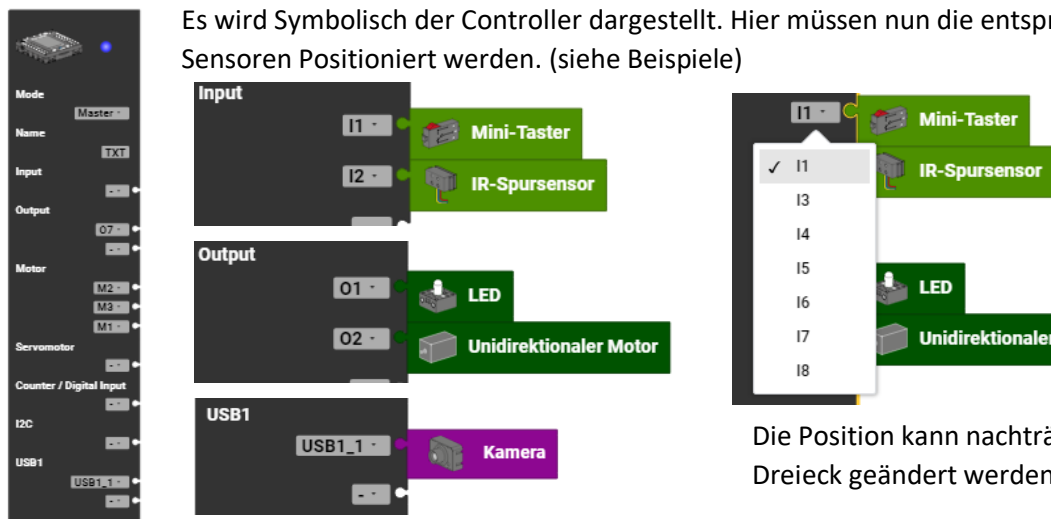 Es wird Symbolisch der Controller dargestellt. Hier müssen nun die
Sensoren Positioniert werden. (siehe Beispiele)
Mode
Master
Name
TXT
Input
-
Output
O7
-
Motor
M2
M3
M1
Servomotor
-
Counter / Digital Input
-
I2C
-
USB1
USB1_1
-
Input
I1 Mini-Taster
I2 IR-Spursensor
Output
O1 LED
O2 Unidirektionaler Motor
USB1
USB1_1 Kamera
-
I1 Mini-Taster
IR-Spursensor
✓ I1
I3
I4
I5
I6
I7
I8
LED
Unidirektionaler
Die Position kann
Dreieck geändert werden